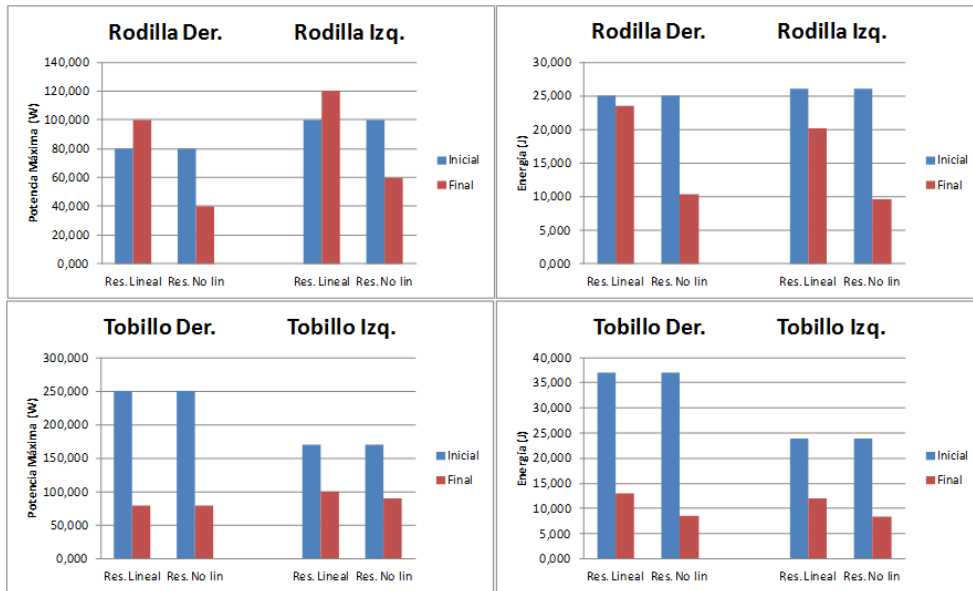 Rodilla Der. Rodilla Izq.
Potencia Máxima (W)
140,000
120,000
100,000
80,000
60,000
40,000
20,000
0,000
Res. Lineal Res. No lin Res. Lineal Res. No lin
Inicial
Final
Rodilla Der. Rodilla Izq.
Energía (J)
30,000
25,000
20,000
15,000
10,000
5,000
0,000
Res. Lineal Res. No lin Res. Lineal Res. No lin
Inicial
Final
Tobillo Der. Tobillo Izq.
Potencia Máxima (W)
300,000
250,000
200,000
150,000
100,000
50,000
0,000
Res. Lineal Res. No lin Res. Lineal Res. No lin
Inicial
Final
Tobillo Der. Tobillo Izq.
Energía (J)
40,000
35,000
30,000
25,000
20,000
15,000
10,000
5,000
0,000
Res. Lineal Res. No lin Res. Lineal Res. No lin
Inicial
Final